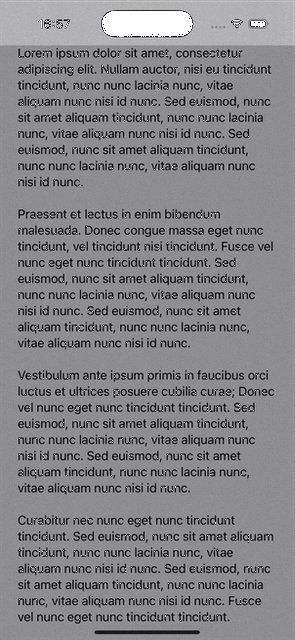 16:57
Lorem ipsum dolor sit amet, consectetur
adipiscing elit. Nullam auctor, nisi eu tincidunt
tincidunt, nunc nunc lacinia nunc, vitae
aliquam nunc nisi id nunc. Sed euismod, nunc
sit amet aliquam tincidunt, nunc nunc lacinia
nunc, vitae aliquam nunc nisi id nunc. Sed
euismod, nunc sit amet aliquam tincidunt,
nunc nunc lacinia nunc, vitae aliquam nunc
nisi id nunc.
Praesent et lectus in enim bibendum
malesuada. Donec congue massa eget nunc
tincidunt, vel tincidunt nisi tincidunt. Fusce vel
nunc eget nunc tincidunt tincidunt. Sed
euismod, nunc sit amet aliquam tincidunt,
nunc nunc lacinia nunc, vitae aliquam nunc
nisi id nunc. Sed euismod, nunc sit amet
aliquam tincidunt, nunc nunc lacinia nunc,
vitae aliquam nunc nisi id nunc.
Vestibulum ante ipsum primis in faucibus orci
luctus et ultrices posuere cubilia curae; Donec
vel nunc eget nunc tincidunt tincidunt. Sed
euismod, nunc sit amet aliquam tincidunt,
nunc nunc lacinia nunc, vitae aliquam nunc
nisi id nunc. Sed euismod, nunc sit amet
aliquam tincidunt, nunc nunc lacinia nunc,
vitae aliquam nunc nisi id nunc.
Curabitur nec nunc eget nunc tincidunt
tincidunt. Sed euismod, nunc sit amet aliquam
tincidunt, nunc nunc lacinia nunc, vitae
aliquam nunc nisi id nunc. Sed euismod, nunc
sit amet aliquam tincidunt, nunc nunc lacinia
nunc, vitae aliquam nunc nisi id nunc. Fusce
vel nunc eget nunc tincidunt tincidunt.